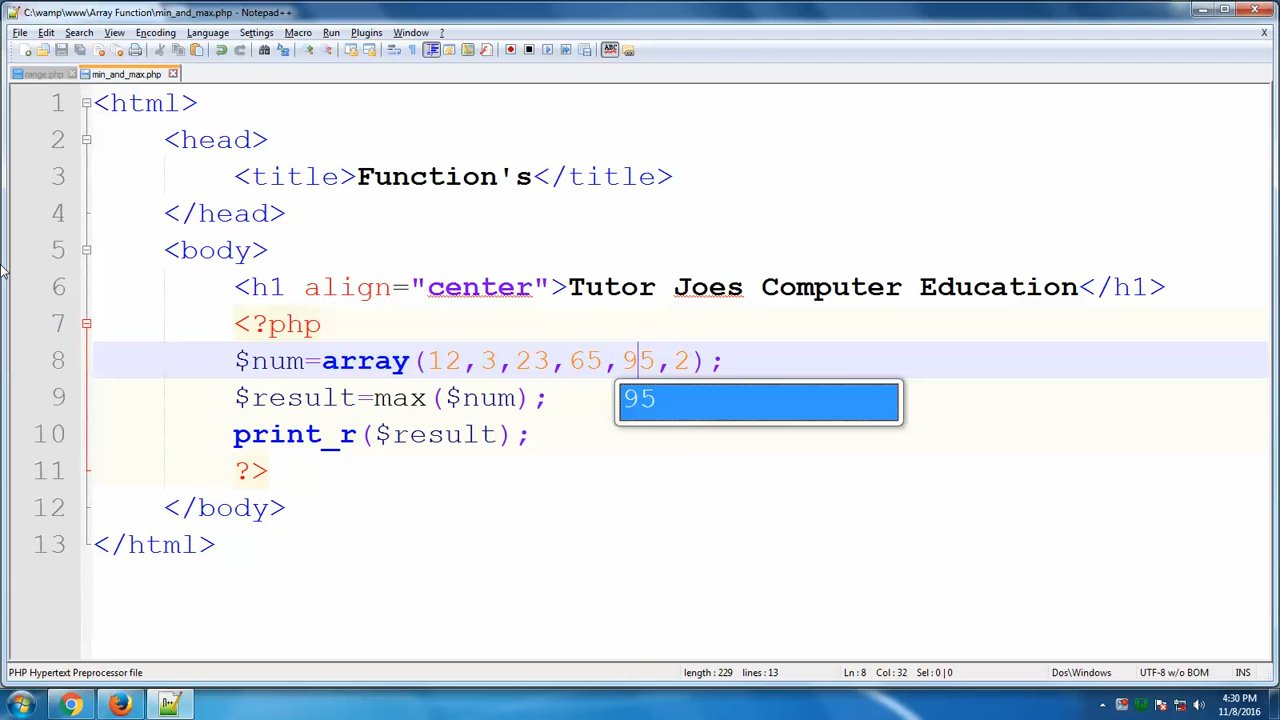 C:\wamp\www\Array Function\min_and_max.php - Notepad++
File Edit Search View Encoding Language Settings Macro Run Plugins Window ? X
range.php min_and_max.php
1 <html>
2 <head>
3 <title>Function's</title>
4 </head>
5 <body>
6 <h1 align="center">Tutor Joes Computer Education</h1>
7 <?php
8 $num=array(12,3,23,65,95,2);
95
9 $result=max($num);
10 print_r($result);
11 ?>
12 </body>
13 </html>
PHP Hypertext Preprocessor file length : 229 lines : 13 Ln : 8 Col : 32 Sel : 0 | 0 Dos\Windows UTF-8 w/o BOM INS
4:30 PM
11/8/2016